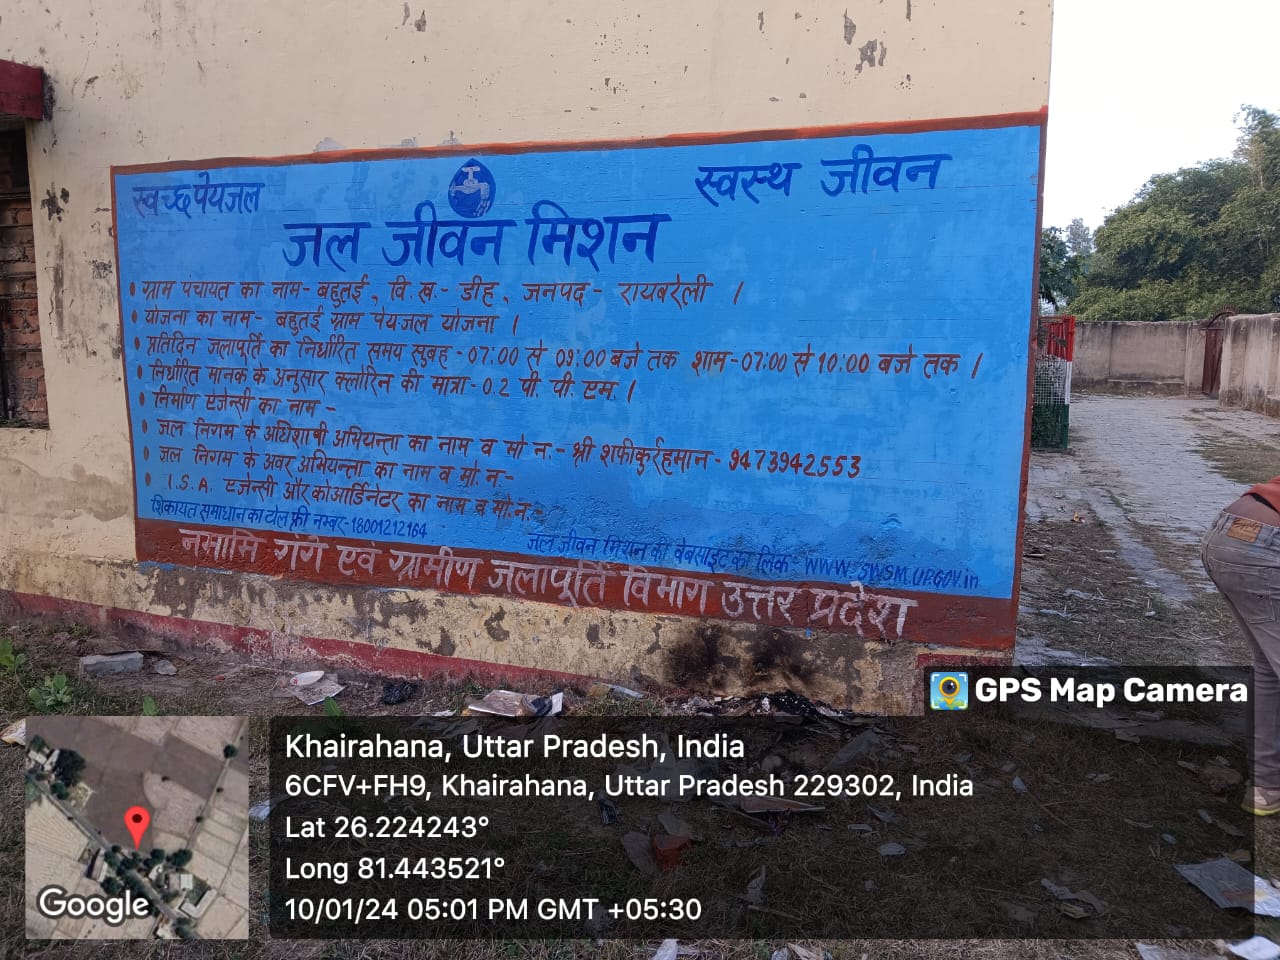 स्वच्छ पेयजल
स्वस्थ जीवन
जल जीवन मिशन
• ग्राम पंचायत का नाम- बहुतई, वि.ख.- डीह, जनपद- रायबरेली ।
• योजना का नाम- बहुतई ग्राम पेयजल योजना ।
• प्रतिदिन जलापूर्ति का निर्धारित समय सुबह - 07:00 से 09:00 बजे तक शाम - 07:00 से 10:00 बजे तक ।
• निर्धारित मानक के अनुसार क्लोरिन की मात्रा - 0.2 पी. पी. एम. ।
• निर्माण ऐजेन्सी का नाम -
• जल निगम के अधिशाषी अभियन्ता का नाम व मो न.- श्री शफीकुर्रहमान - 9473942553
• जल निगम के अवर अभियन्ता का नाम व मो. न.-
• I.S.A. ऐजेन्सी और कोआर्डिनेटर का नाम व मो. न.-
शिकायत समाधान का टोल फ्री नम्बर-18001212164
जल जीवन मिशन की वेबसाइट का लिंक- WWW.SWSM.UP.GOV.in
नमामि गंगे एवं ग्रामीण जलापूर्ति विभाग उत्तर प्रदेश
GPS Map Camera
Khairahana, Uttar Pradesh, India
6CFV+FH9, Khairahana, Uttar Pradesh 229302, India
Lat 26.224243°
Long 81.443521°
10/01/24 05:01 PM GMT +05:30
Google